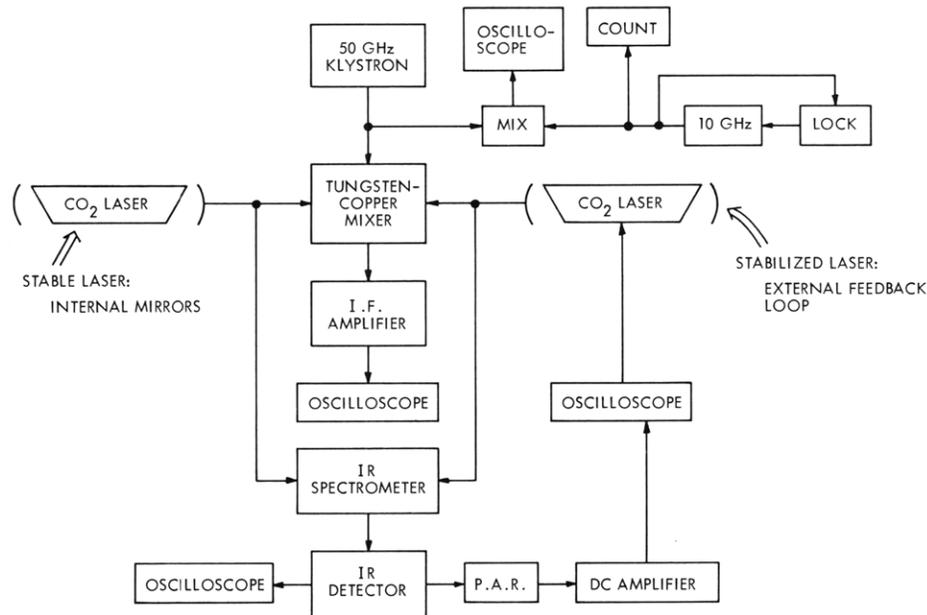 50 GHz
KLYSTRON
OSCILLO-
SCOPE
COUNT
MIX
10 GHz
LOCK
TUNGSTEN-
COPPER
MIXER
CO2 LASER
CO2 LASER
STABLE LASER:
INTERNAL MIRRORS
STABILIZED LASER:
EXTERNAL FEEDBACK
LOOP
I.F.
AMPLIFIER
OSCILLOSCOPE
OSCILLOSCOPE
IR
SPECTROMETER
OSCILLOSCOPE
IR
DETECTOR
P.A.R.
DC AMPLIFIER